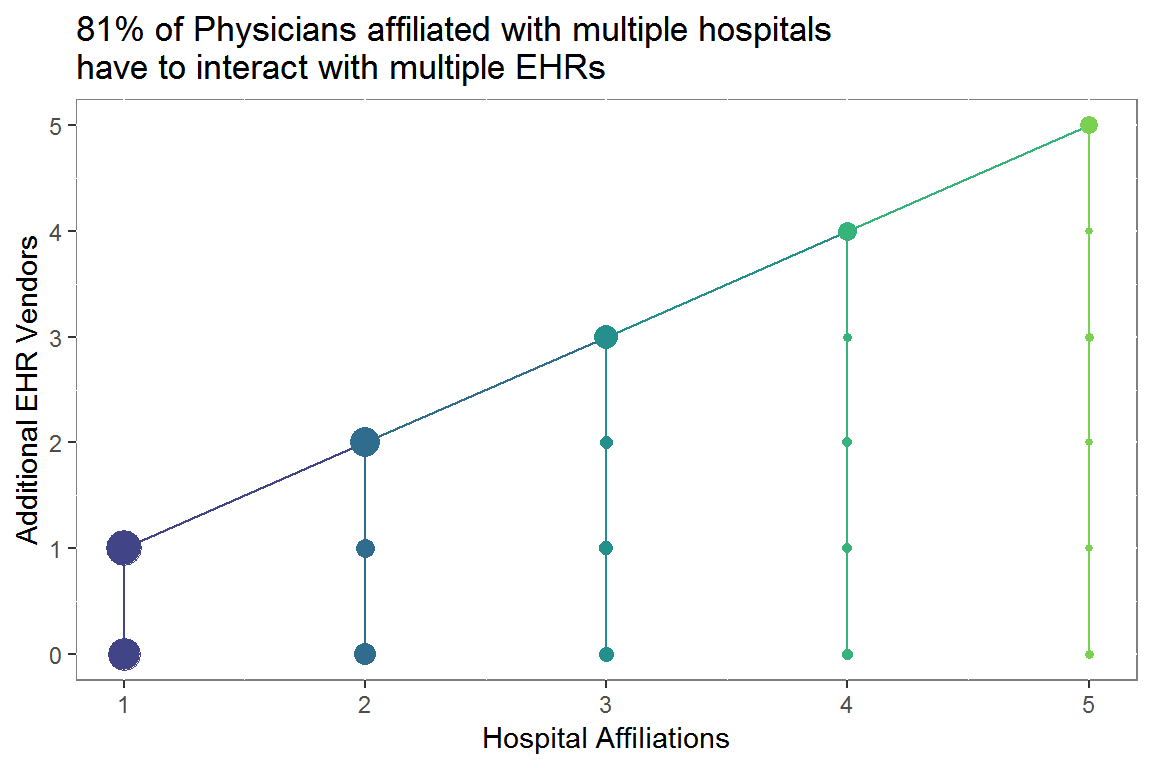 81% of Physicians affiliated with multiple hospitals
have to interact with multiple EHRs
Additional EHR Vendors
5
4
3
2
1
0
1 2 3 4 5
Hospital Affiliations